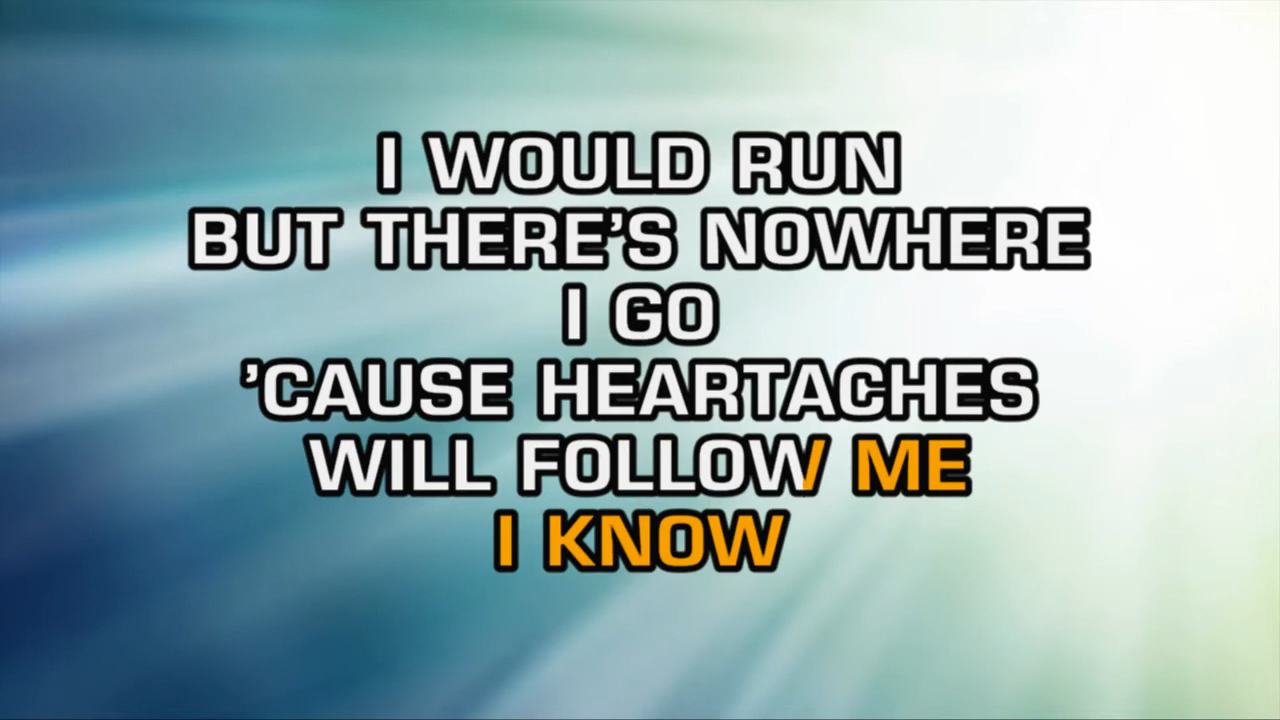 I WOULD RUN
BUT THERE'S NOWHERE
I GO
'CAUSE HEARTACHES
WILL FOLLOW ME
I KNOW